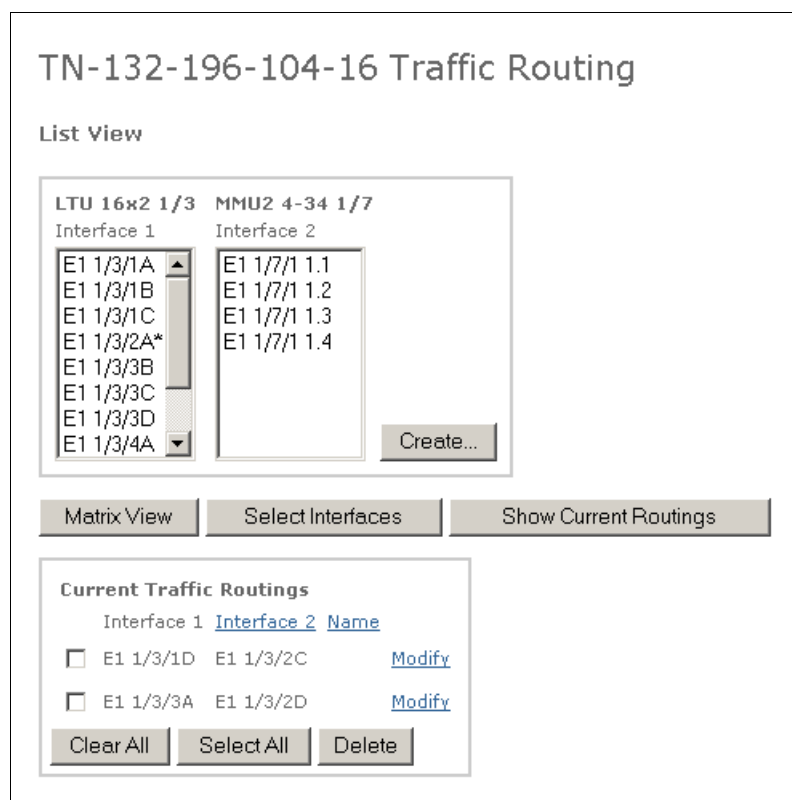 TN-132-196-104-16 Traffic Routing
List View
LTU 16x2 1/3 MMU2 4-34 1/7
Interface 1 Interface 2
E1 1/3/1A E1 1/7/1 1.1
E1 1/3/1B E1 1/7/1 1.2
E1 1/3/1C E1 1/7/1 1.3
E1 1/3/2A* E1 1/7/1 1.4
E1 1/3/3B
E1 1/3/3C
E1 1/3/3D
E1 1/3/4A
Create...
Matrix View Select Interfaces Show Current Routings
Current Traffic Routings
Interface 1 Interface 2 Name
E1 1/3/1D E1 1/3/2C Modify
E1 1/3/3A E1 1/3/2D Modify
Clear All Select All Delete